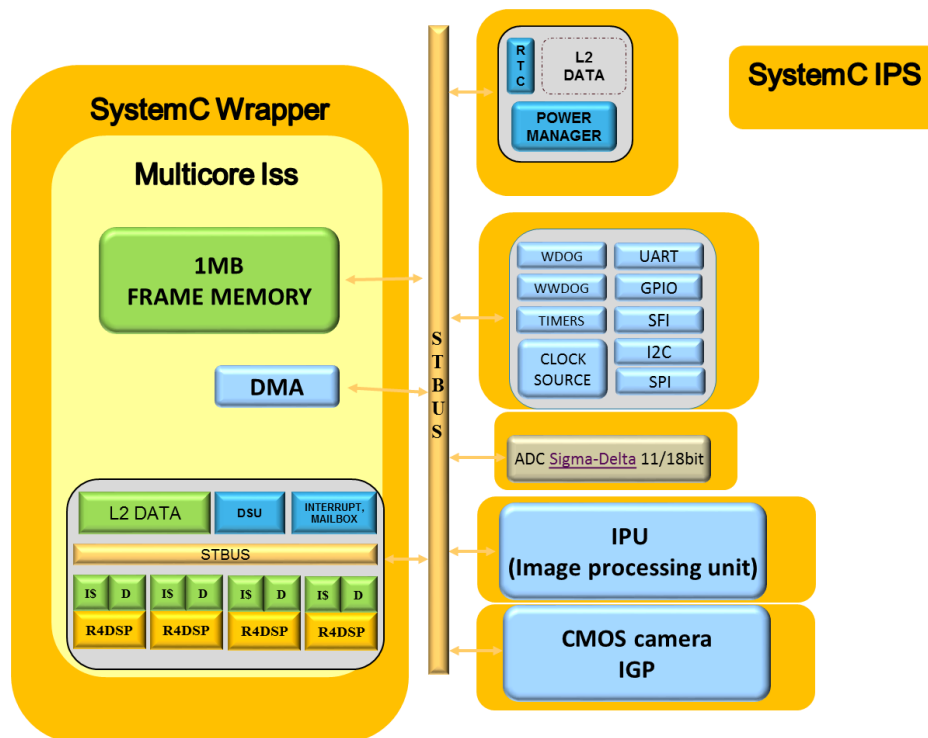 SystemC Wrapper
Multicore Iss
1MB
FRAME MEMORY
DMA
L2 DATA
DSU
INTERRUPT,
MAILBOX
STBUS
I$ D I$ D I$ D I$ D
R4DSP R4DSP R4DSP R4DSP
S
T
B
U
S
R
T
C
L2
DATA
POWER
MANAGER
SystemC IPS
WDOG
UART
WWDOG
GPIO
TIMERS
SFI
CLOCK
SOURCE
I2C
SPI
ADC Sigma-Delta 11/18bit
IPU
(Image processing unit)
CMOS camera
IGP